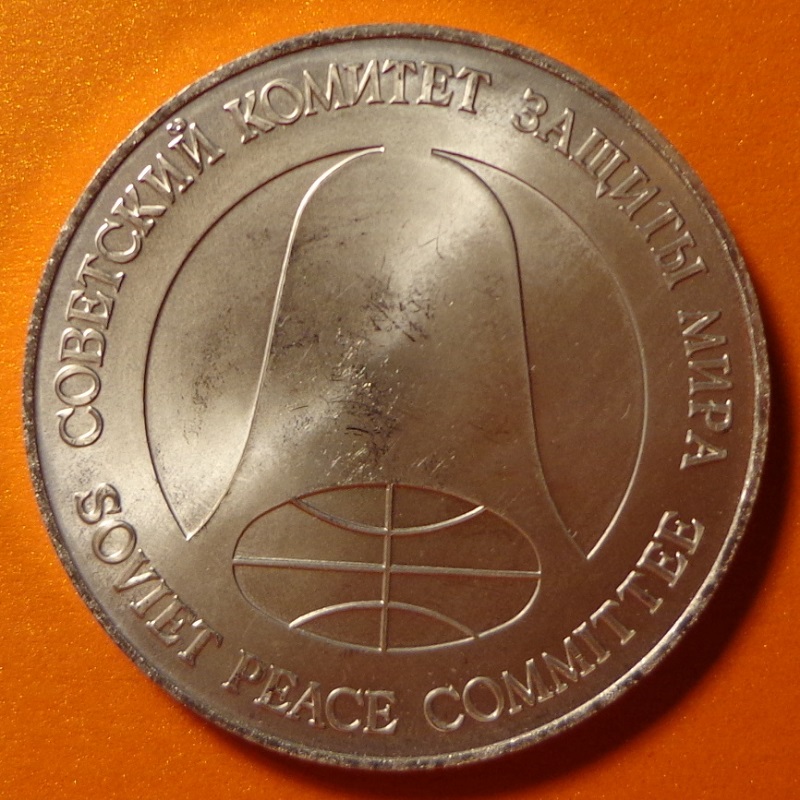 СОВЕТСКИЙ КОМИТЕТ ЗАЩИТЫ МИРА
SOVIET PEACE COMMITTEE